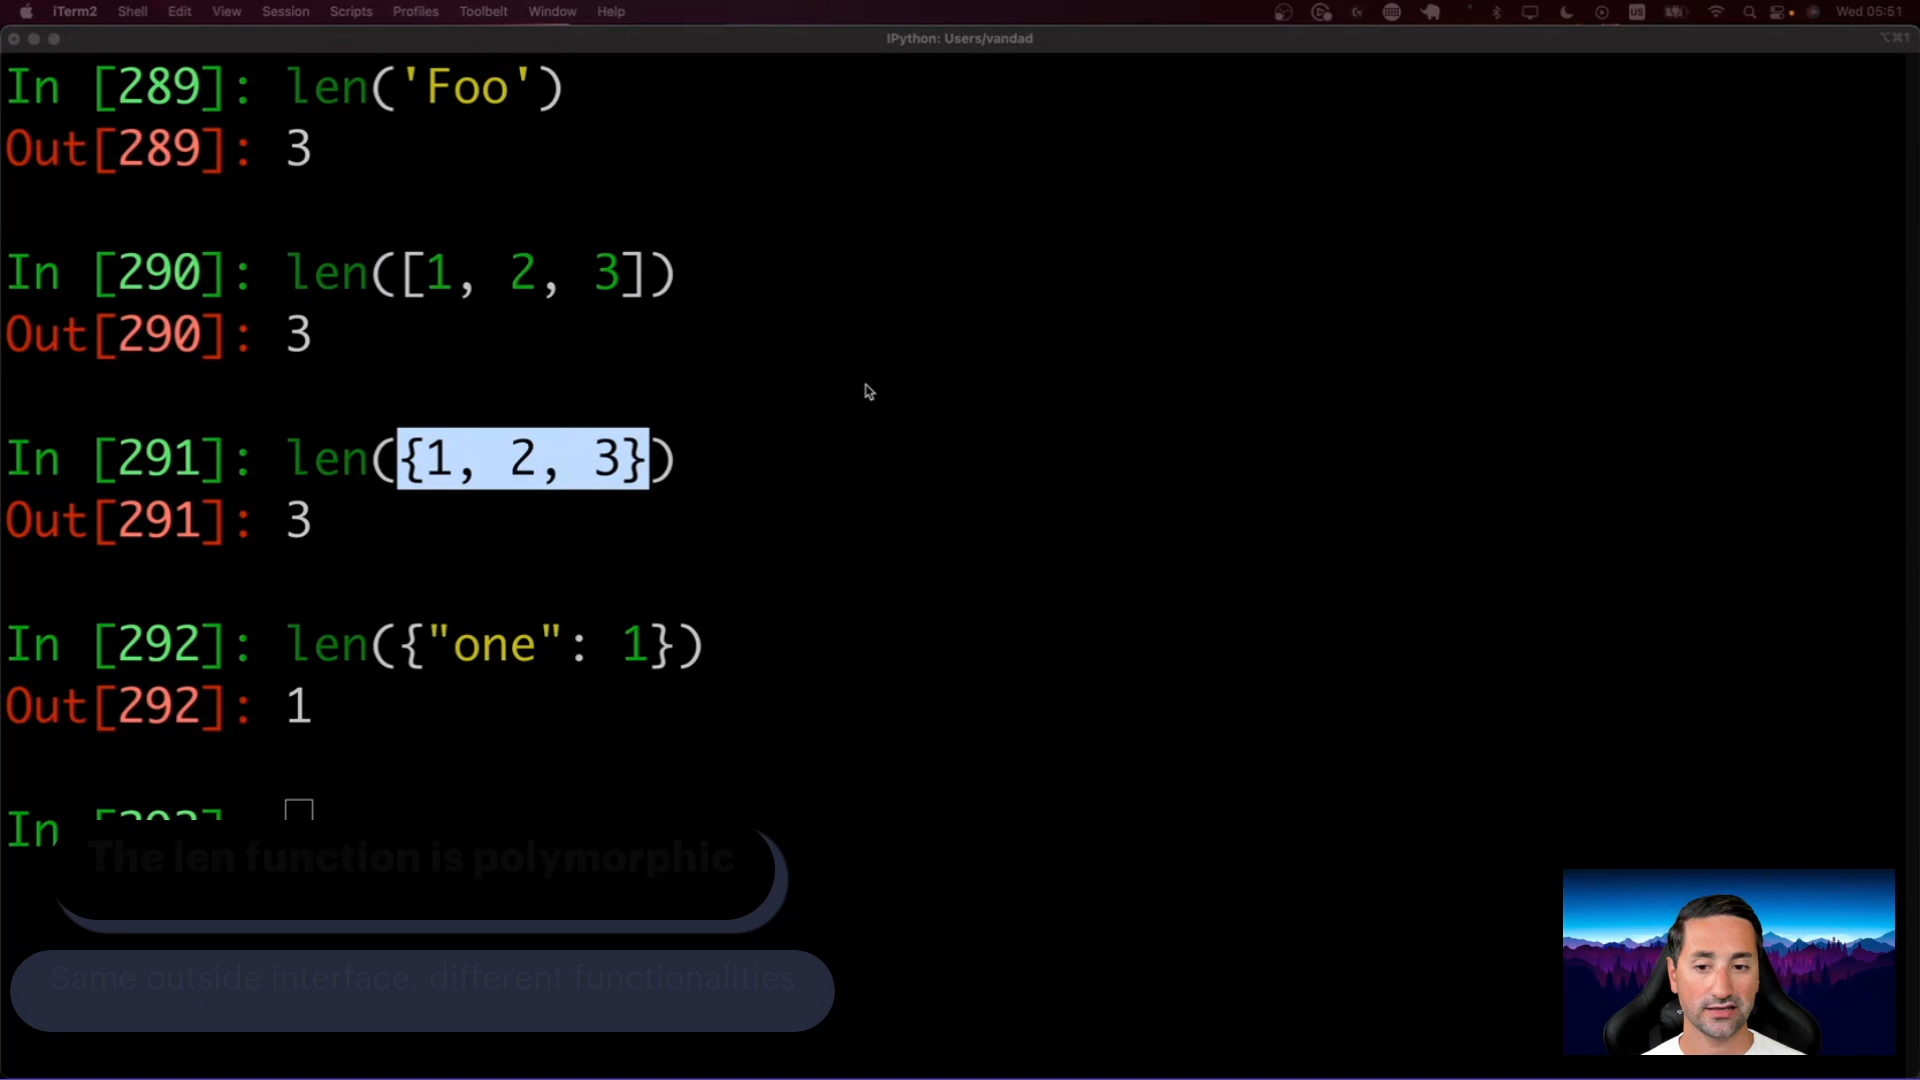 iTerm2 Shell Edit View Session Scripts Profiles Toolbelt Window Help US Wed 05:51
IPython: Users/vandad ⌥⌘1
In [289]: len('Foo')
Out[289]: 3
In [290]: len([1, 2, 3])
Out[290]: 3
In [291]: len({1, 2, 3})
Out[291]: 3
In [292]: len({"one": 1})
Out[292]: 1
In [293]
The len function is polymorphic
Same outside interface, different functionalities